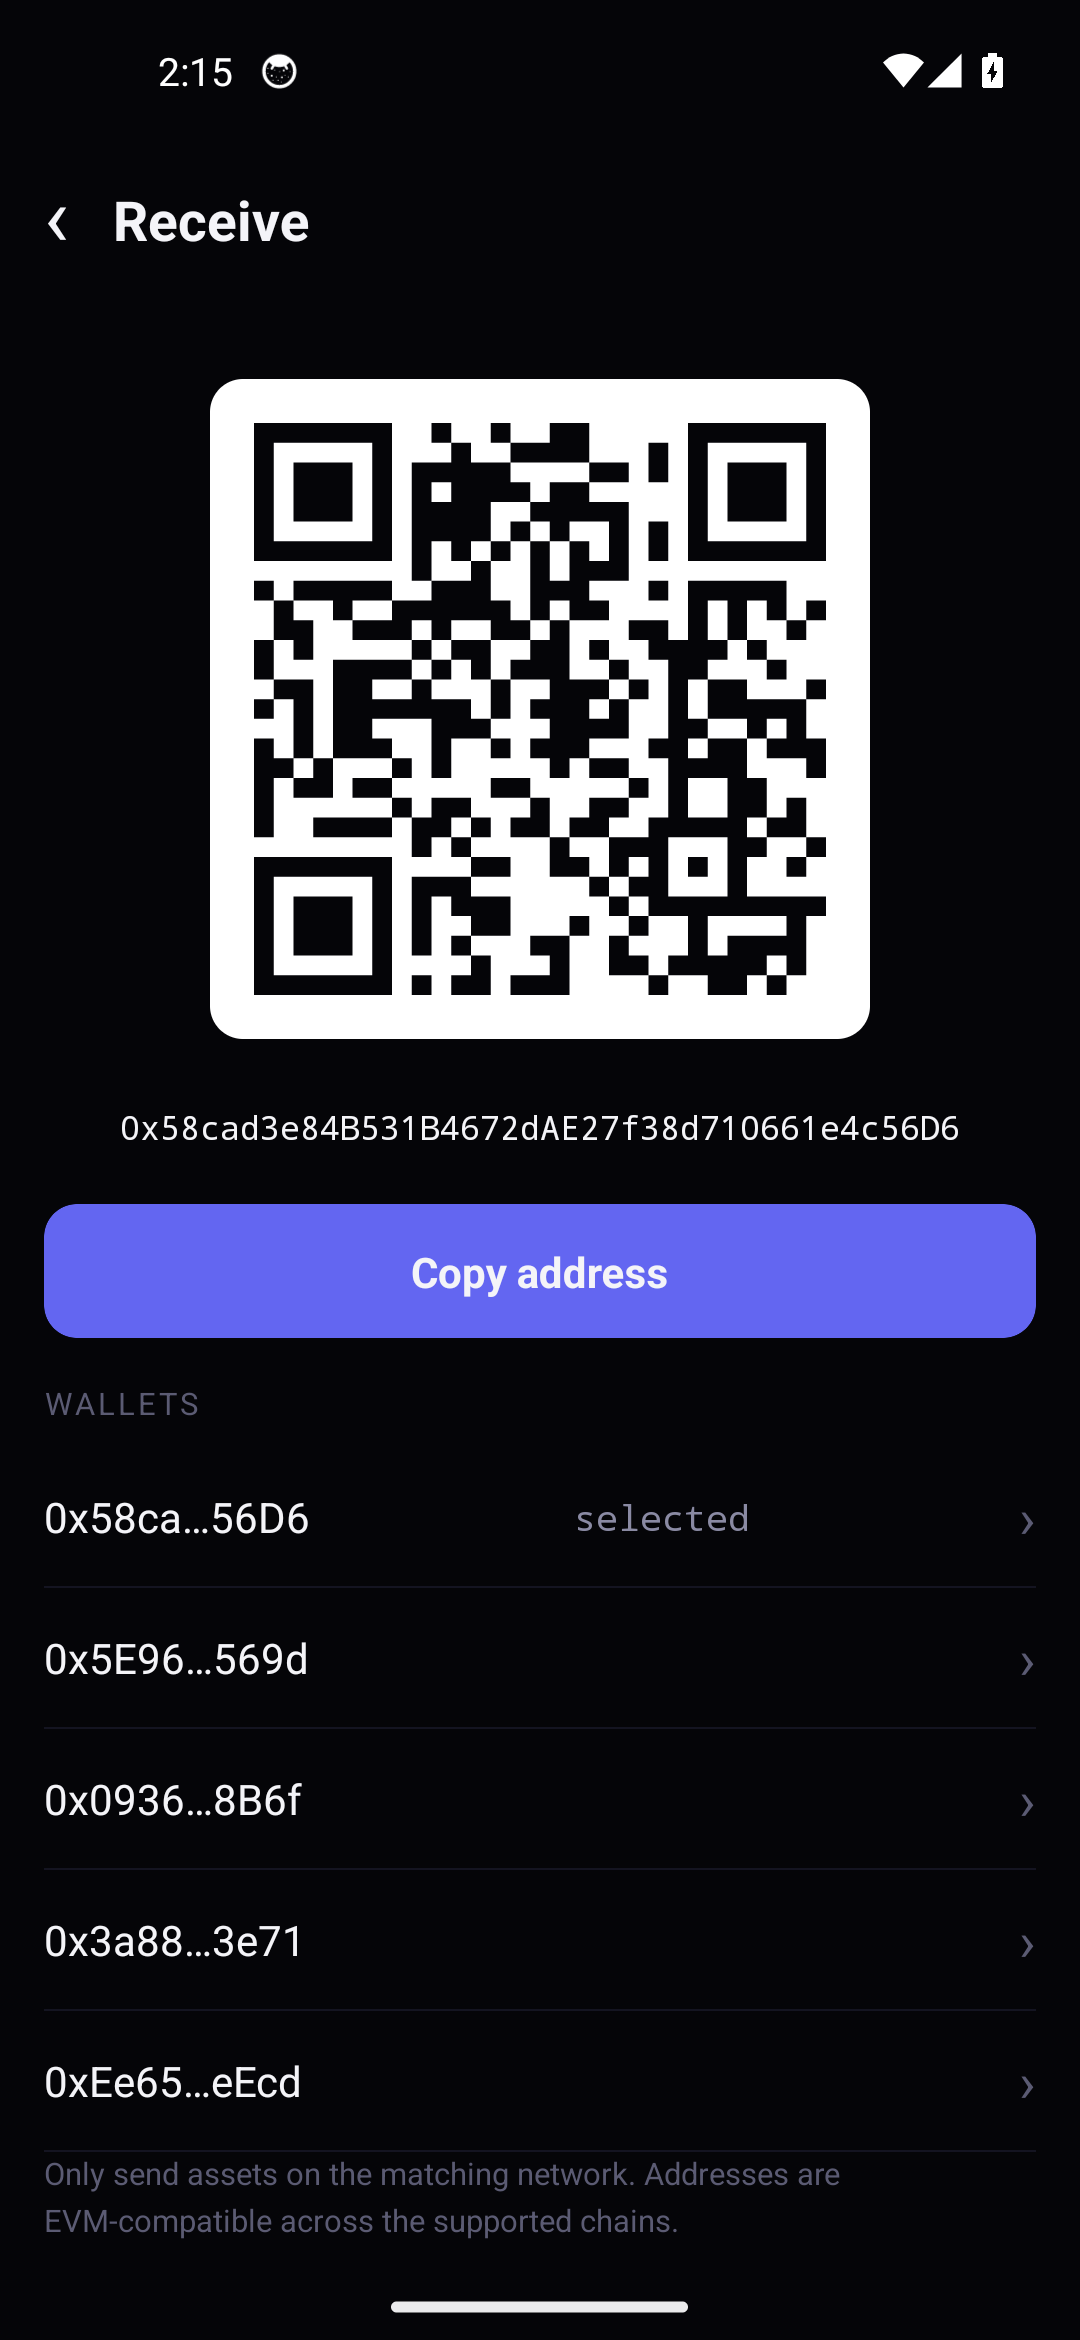 2:15
Receive
0x58cad3e84B531B4672dAE27f38d710661e4c56D6
Copy address
WALLETS
0x58ca...56D6 selected
0x5E96...569d
0x0936...8B6f
0x3a88...3e71
0xEe65...eEcd
Only send assets on the matching network. Addresses are
EVM-compatible across the supported chains.